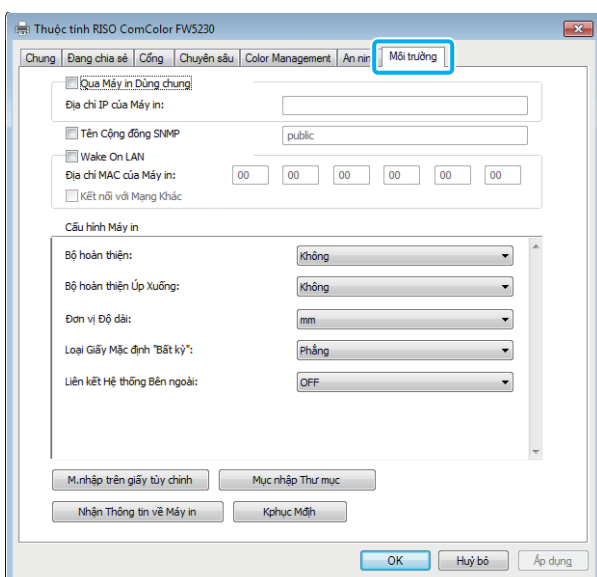 Thuộc tính RISO ComColor FW5230
Chung Đang chia sẻ Cổng Chuyên sâu Color Management An nin Môi trường
Qua Máy in Dùng chung
Địa chỉ IP của Máy in:
Tên Cộng đồng SNMP public
Wake On LAN
Địa chỉ MAC của Máy in: 00 00 00 00 00 00
Kết nối với Mạng Khác
Cấu hình Máy in
Bộ hoàn thiện: Không
Bộ hoàn thiện Úp Xuống: Không
Đơn vị Độ dài: mm
Loại Giấy Mặc định "Bất kỳ": Phẳng
Liên kết Hệ thống Bên ngoài: OFF
M.nhập trên giấy tùy chỉnh Mục nhập Thư mục
Nhận Thông tin về Máy in Kphục Mđịh
OK Huỷ bỏ Áp dụng